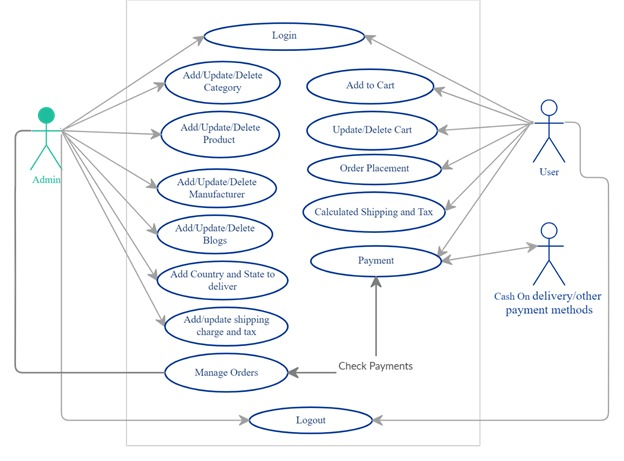 Login
Add/Update/Delete
Category
Add to Cart
Add/Update/Delete
Product
Update/Delete Cart
Admin
Order Placement
User
Add/Update/Delete
Manufacturer
Calculated Shipping and Tax
Add/Update/Delete
Blogs
Payment
Add Country and State to
deliver
Cash On delivery/other
payment methods
Add/update shipping
charge and tax
Manage Orders
Check Payments
Logout